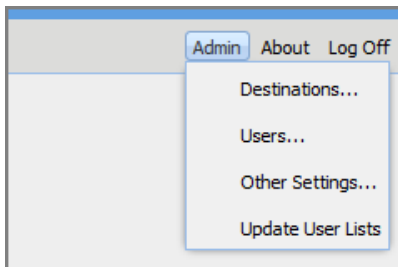 Admin About Log Off
Destinations...
Users...
Other Settings...
Update User Lists